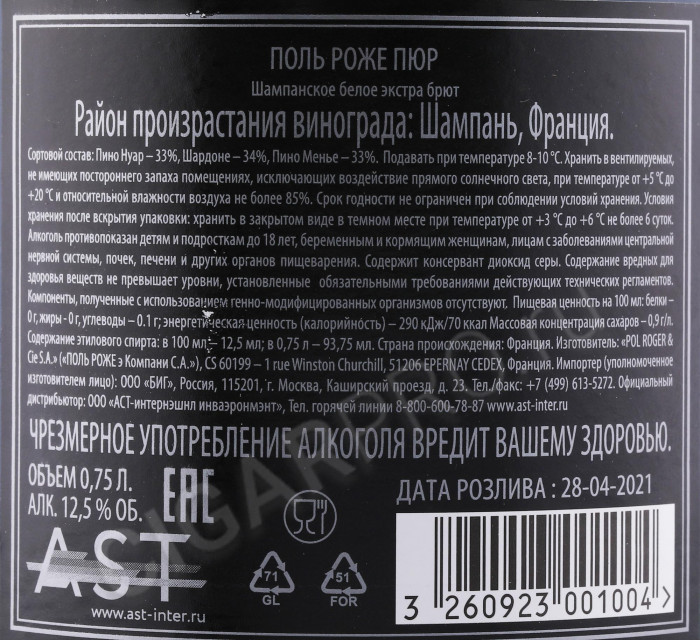 ПОЛЬ РОЖЕ ПЮР
Шампанское белое экстра брют
Район произрастания винограда: Шампань, Франция.
Сортовой состав: Пино Нуар – 33%, Шардоне – 34%, Пино Менье – 33%. Подавать при температуре 8-10 °С. Хранить в вентилируемых,
не имеющих постороннего запаха помещениях, исключающих воздействие прямого солнечного света, при температуре от +5 °С до
+20 °С и относительной влажности воздуха не более 85%. Срок годности не ограничен при соблюдении условий хранения. Условия
хранения после вскрытия упаковки: хранить в закрытом виде в темном месте при температуре от +3 °С до +6 °С не более 6 суток.
Алкоголь противопоказан детям и подросткам до 18 лет, беременным и кормящим женщинам, лицам с заболеваниями центральной
нервной системы, почек, печени и других органов пищеварения. Содержит консервант диоксид серы. Содержание вредных для
здоровья веществ не превышает уровни, установленные обязательными требованиями действующих технических регламентов.
Компоненты, полученные с использованием генно-модифицированных организмов отсутствуют. Пищевая ценность на 100 мл: белки –
0 г, жиры - 0 г, углеводы – 0.1 г; энергетическая ценность (калорийность) – 290 кДж/70 ккал Массовая концентрация сахаров – 0,9 г/л.
Содержание этилового спирта: в 100 мл – 12,5 мл; в 0,75 л – 93,75 мл. Страна происхождения: Франция. Изготовитель: «POL ROGER &
Cie S.A.» («ПОЛЬ РОЖЕ э Компани С.А.»), CS 60199 – 1 rue Winston Churchill, 51206 EPERNAY CEDEX, Франция. Импортер (уполномоченное
изготовителем лицо): ООО «БИГ», Россия, 115201, г. Москва, Каширский проезд, д. 23. Тел./факс: +7 (499) 613-5272. Официальный
дистрибьютор: ООО «АСТ-интернэшнл инваэронмэнт», Тел. горячей линии 8-800-600-78-87 www.ast-inter.ru
ЧРЕЗМЕРНОЕ УПОТРЕБЛЕНИЕ АЛКОГОЛЯ ВРЕДИТ ВАШЕМУ ЗДОРОВЬЮ.
ОБЪЕМ 0,75 Л.
АЛК. 12,5 % ОБ.
EAC
ДАТА РОЗЛИВА : 28-04-2021
AST
www.ast-inter.ru
71
GL
51
FOR
3 260923 001004 >
CIGARPRO.ru